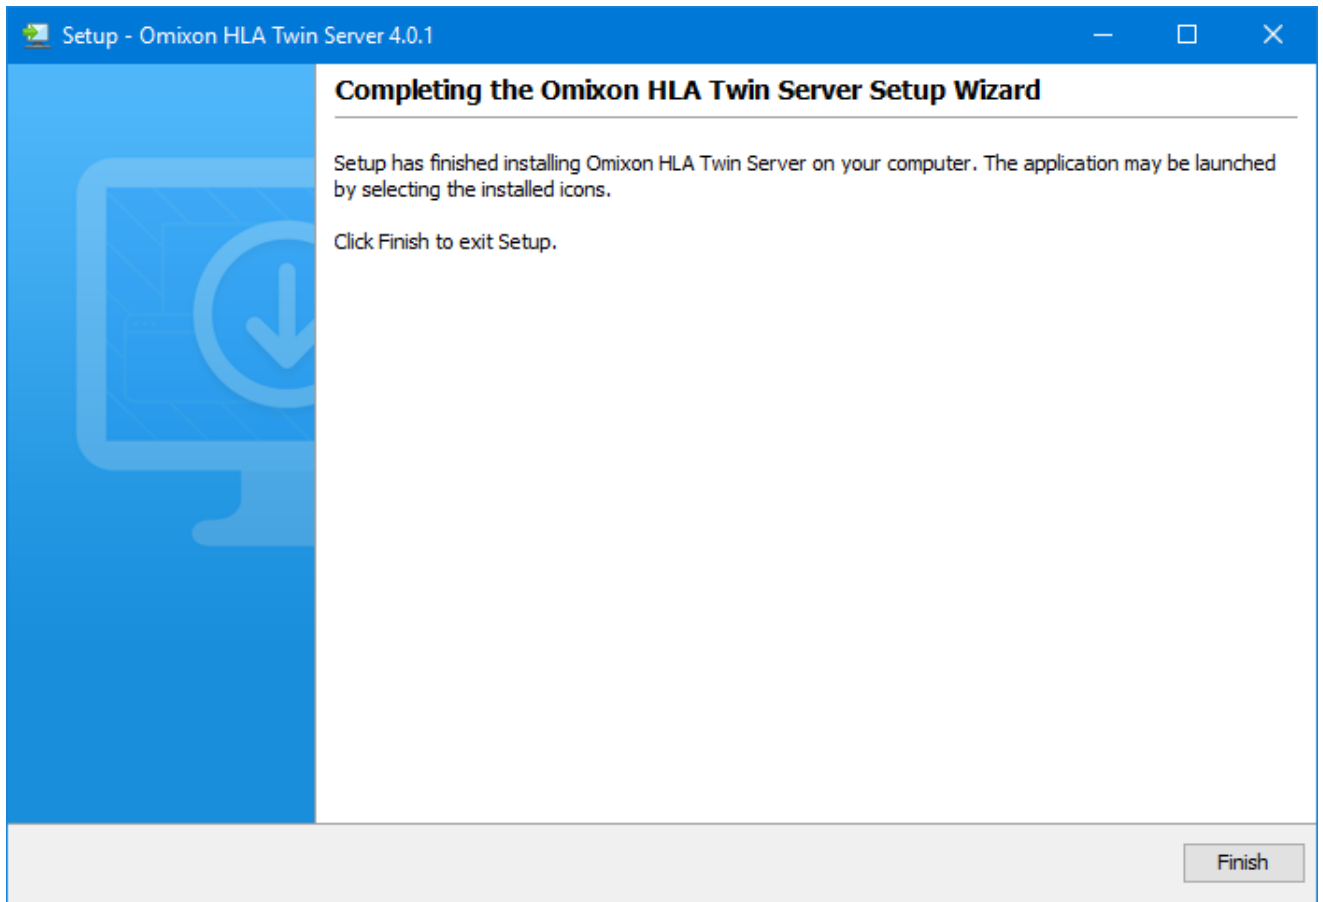 Setup - Omixon HLA Twin Server 4.0.1
Completing the Omixon HLA Twin Server Setup Wizard
Setup has finished installing Omixon HLA Twin Server on your computer. The application may be launched
by selecting the installed icons.
Click Finish to exit Setup.
Finish